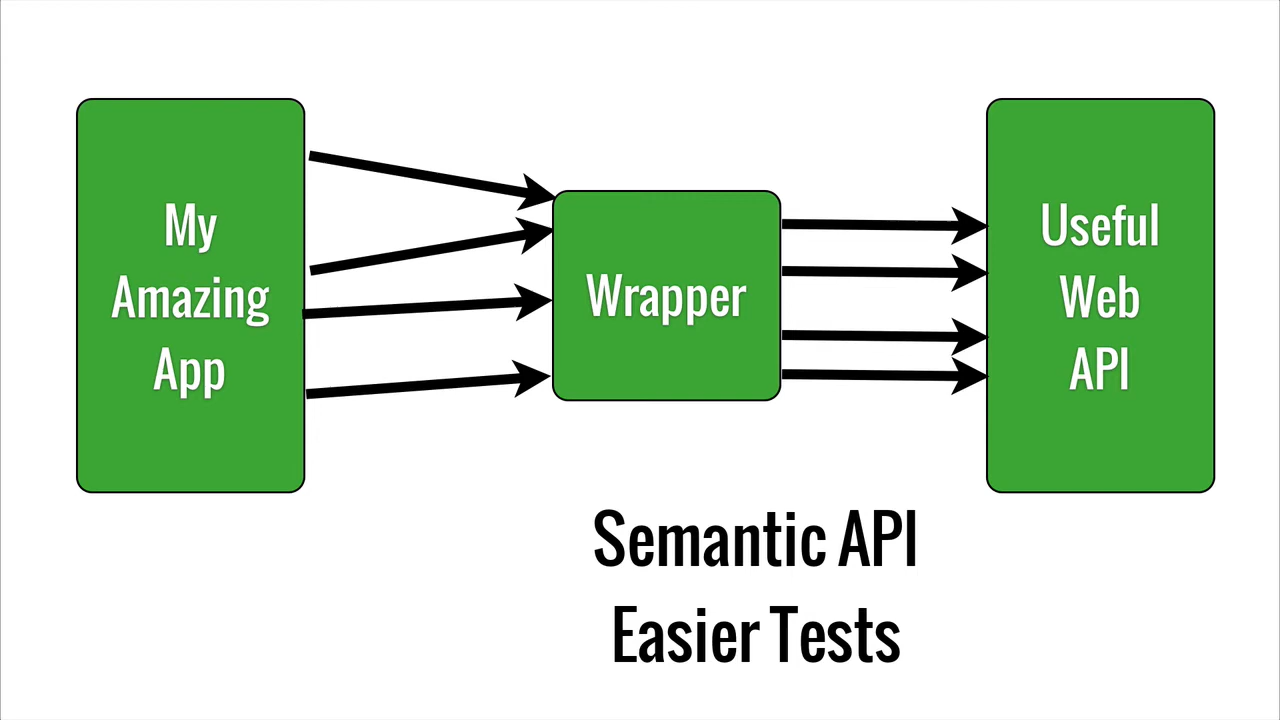 My
Amazing
App
Wrapper
Useful
Web
API
Semantic API
Easier Tests